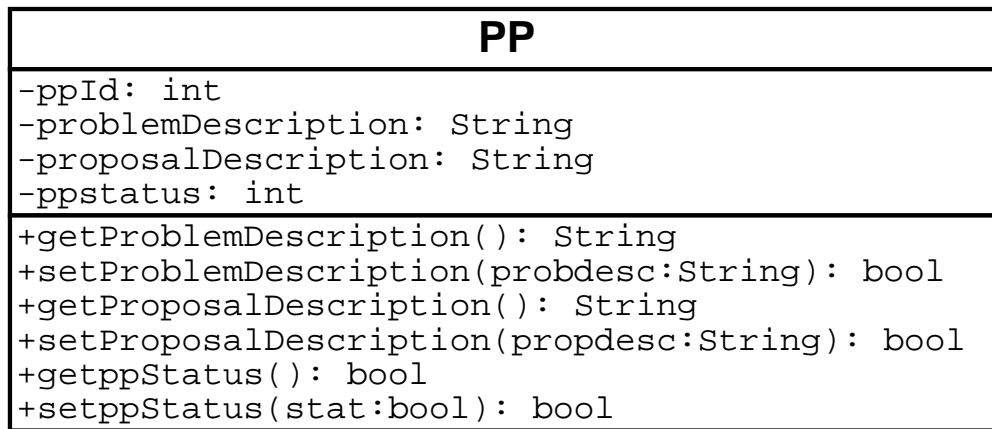 PP
-ppId: int
-problemDescription: String
-proposalDescription: String
-ppstatus: int
+getProblemDescription(): String
+setProblemDescription(probdesc:String): bool
+getProposalDescription(): String
+setProposalDescription(propdesc:String): bool
+getppStatus(): bool
+setppStatus(stat:bool): bool